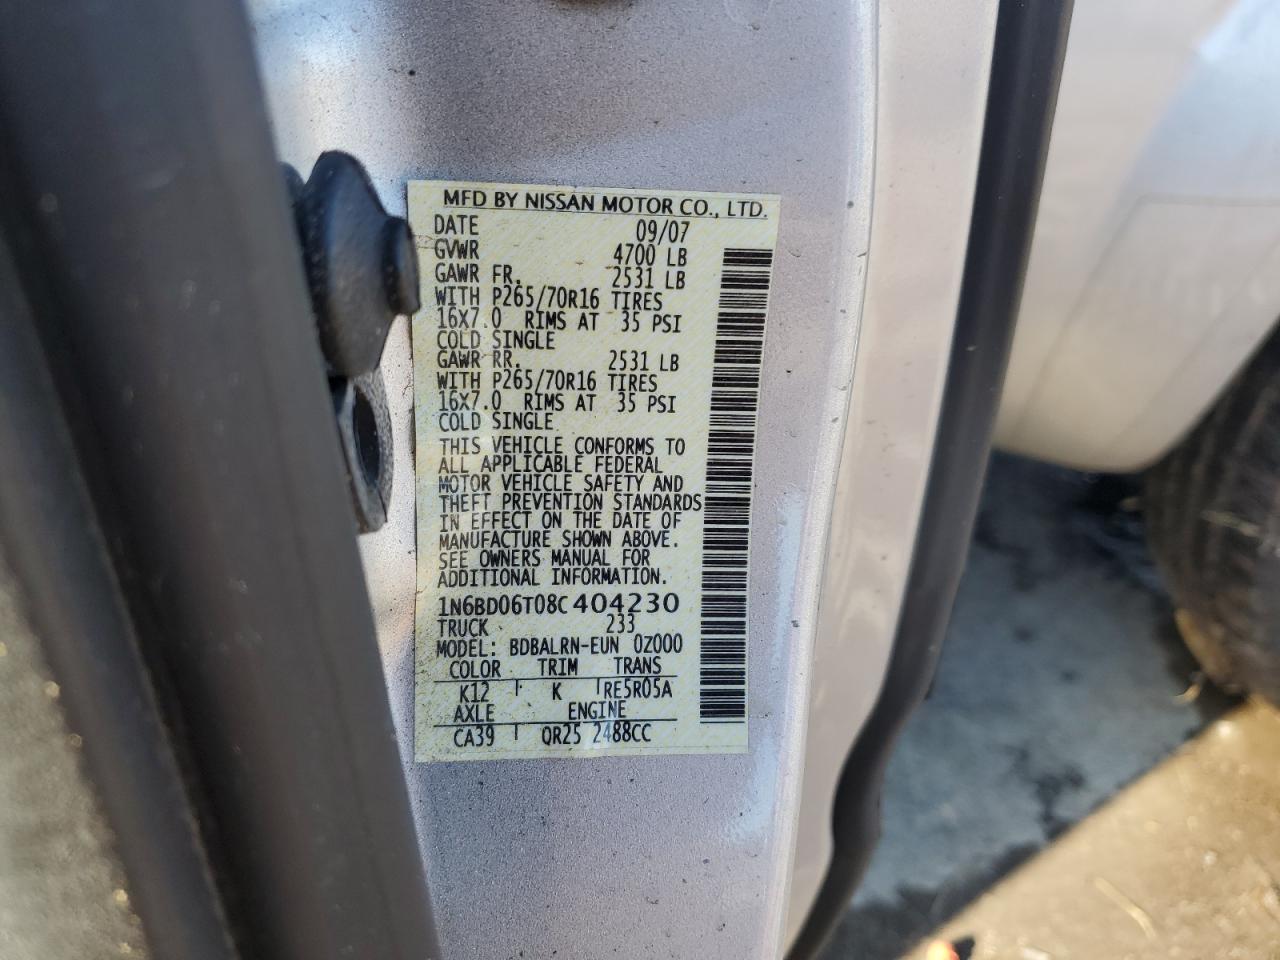 MFD BY NISSAN MOTOR CO., LTD.
DATE 09/07
GVWR 4700 LB
GAWR FR. 2531 LB
WITH P265/70R16 TIRES
16X7.0 RIMS AT 35 PSI
COLD SINGLE
GAWR RR. 2531 LB
WITH P265/70R16 TIRES
16X7.0 RIMS AT 35 PSI
COLD SINGLE
THIS VEHICLE CONFORMS TO
ALL APPLICABLE FEDERAL
MOTOR VEHICLE SAFETY AND
THEFT PREVENTION STANDARDS
IN EFFECT ON THE DATE OF
MANUFACTURE SHOWN ABOVE.
SEE OWNERS MANUAL FOR
ADDITIONAL INFORMATION.
1N6BD06T08C404230
TRUCK 233
MODEL: BDBALRN-EUN 0Z000
COLOR TRIM TRANS
K12 K RE5R05A
AXLE ENGINE
CA39 QR25 2488CC